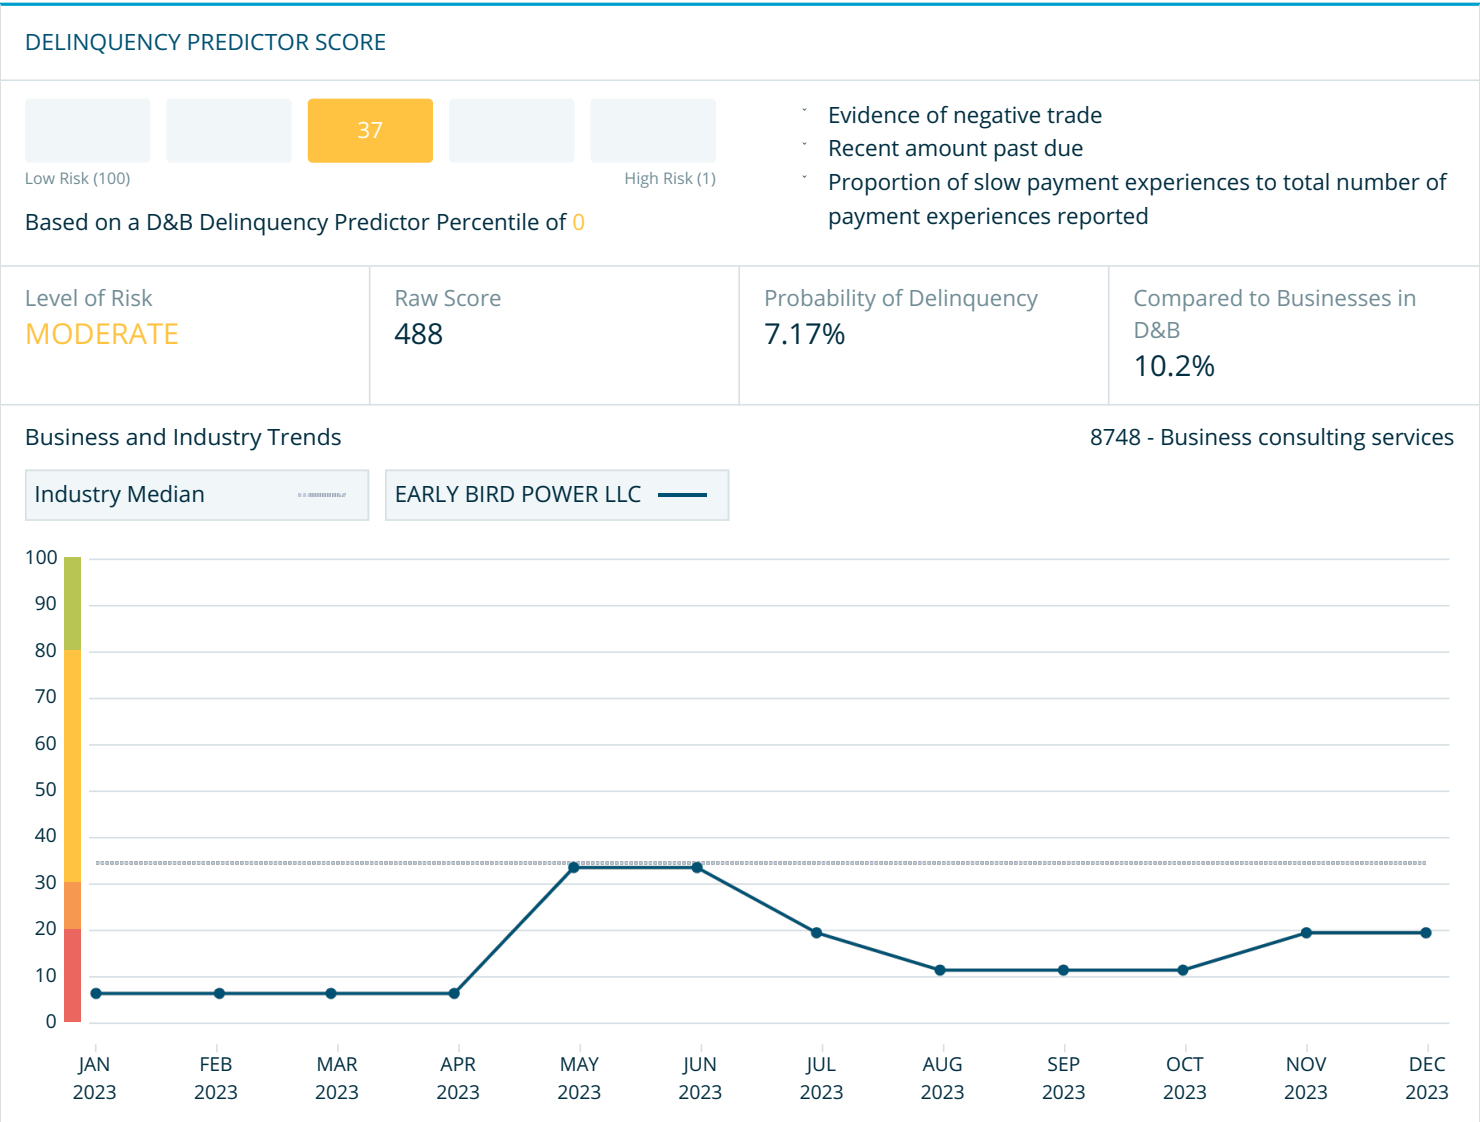 DELINQUENCY PREDICTOR SCORE
37
Low Risk (100)
High Risk (1)
Based on a D&B Delinquency Predictor Percentile of 0
Evidence of negative trade
Recent amount past due
Proportion of slow payment experiences to total number of
payment experiences reported
Level of Risk
MODERATE
Raw Score
488
Probability of Delinquency
7.17%
Compared to Businesses in
D&B
10.2%
Business and Industry Trends
8748 - Business consulting services
Industry Median
EARLY BIRD POWER LLC
100
90
80
70
60
50
40
30
20
10
0
JAN
2023
FEB
2023
MAR
2023
APR
2023
MAY
2023
JUN
2023
JUL
2023
AUG
2023
SEP
2023
OCT
2023
NOV
2023
DEC
2023